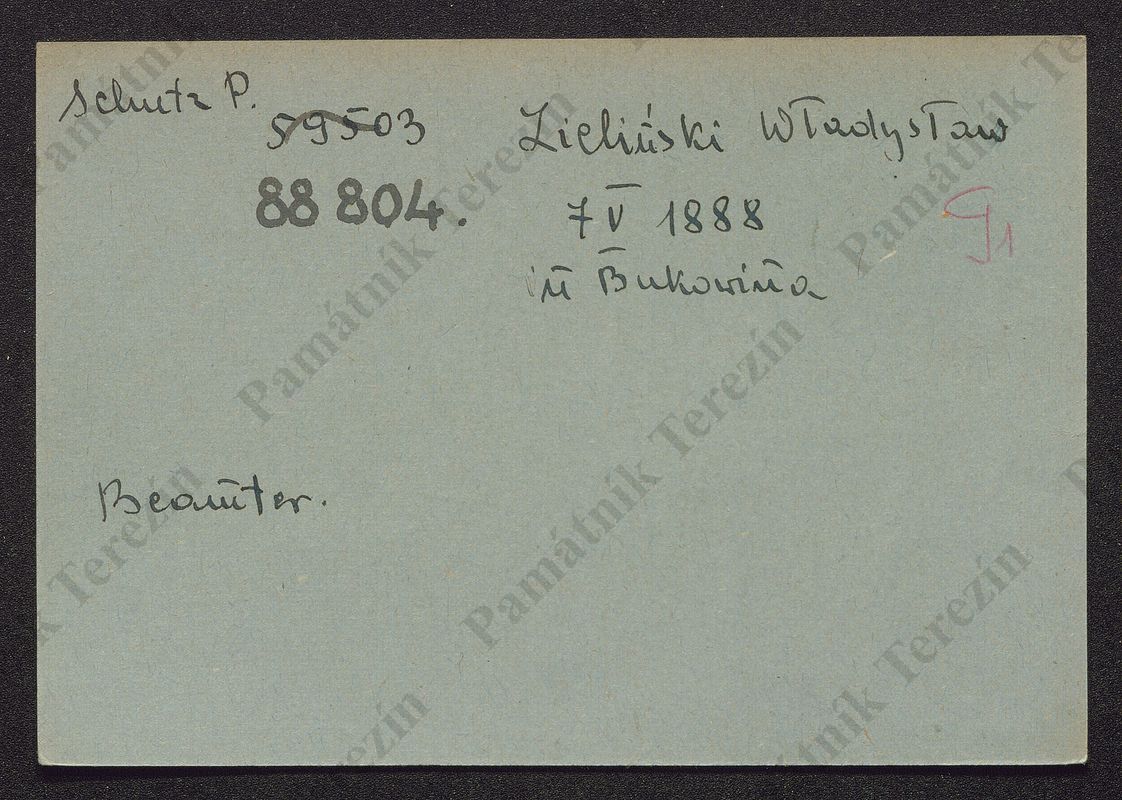 Schutz P.
59503 Zieliński Władysław
88 804. 7 V 1888
in Bukowina
Beamter.
Památník Terezín